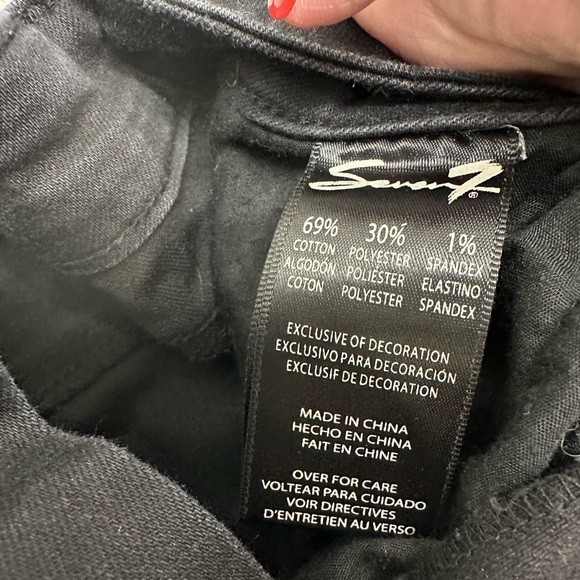 Seven7®
69% 30% 1%
COTTON POLYESTER SPANDEX
ALGODÓN POLIESTER ELASTINO
COTON POLYESTER SPANDEX
EXCLUSIVE OF DECORATION
EXCLUSIVO PARA DECORACIÓN
EXCLUSIF DE DECORATION
MADE IN CHINA
HECHO EN CHINA
FAIT EN CHINE
OVER FOR CARE
VOLTEAR PARA CUIDADO
VOIR DIRECTIVES
D'ENTRETIEN AU VERSO